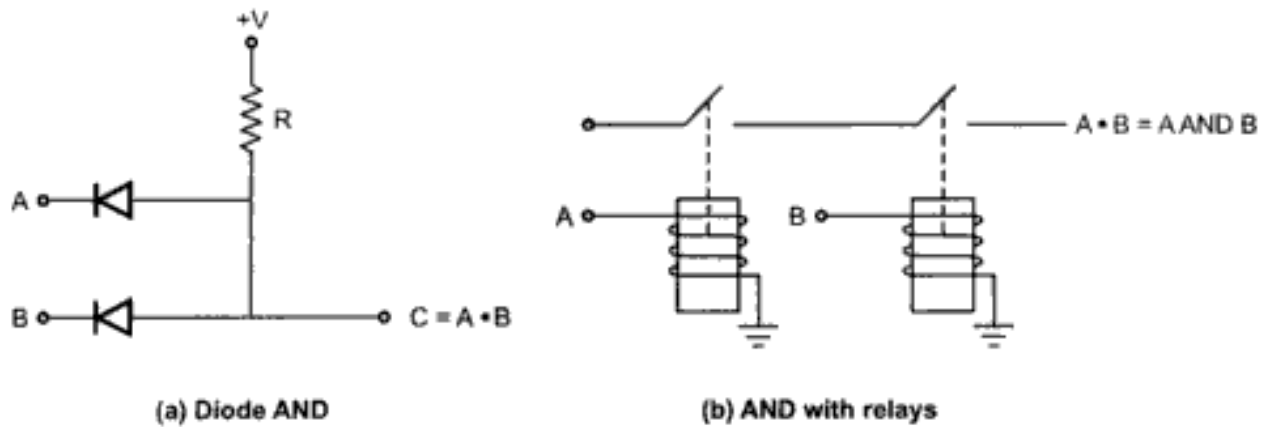 +V
R
A
B
C = A • B
(a) Diode AND
A • B = A AND B
A
B
(b) AND with relays